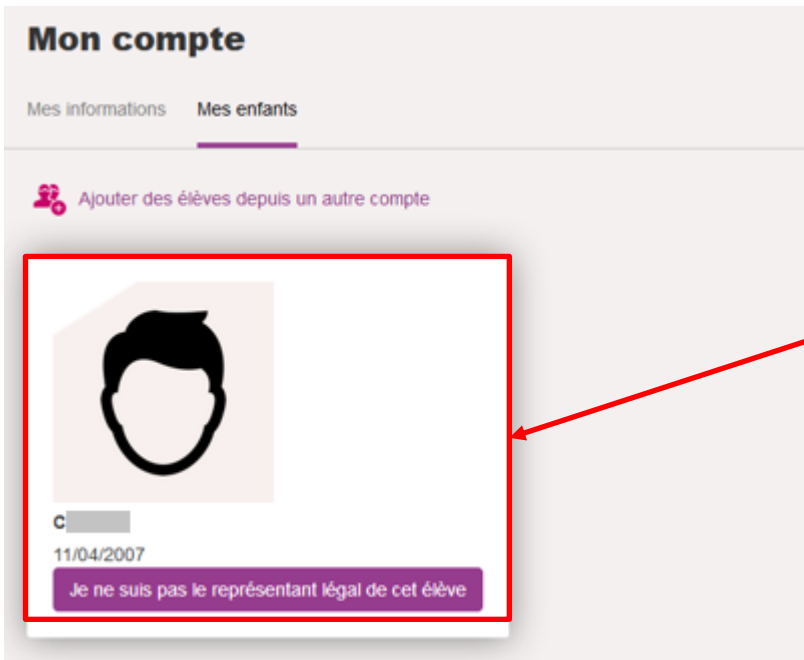 Mon compte
Mes informations Mes enfants
Ajouter des élèves depuis un autre compte
C
11/04/2007
Je ne suis pas le représentant légal de cet élève